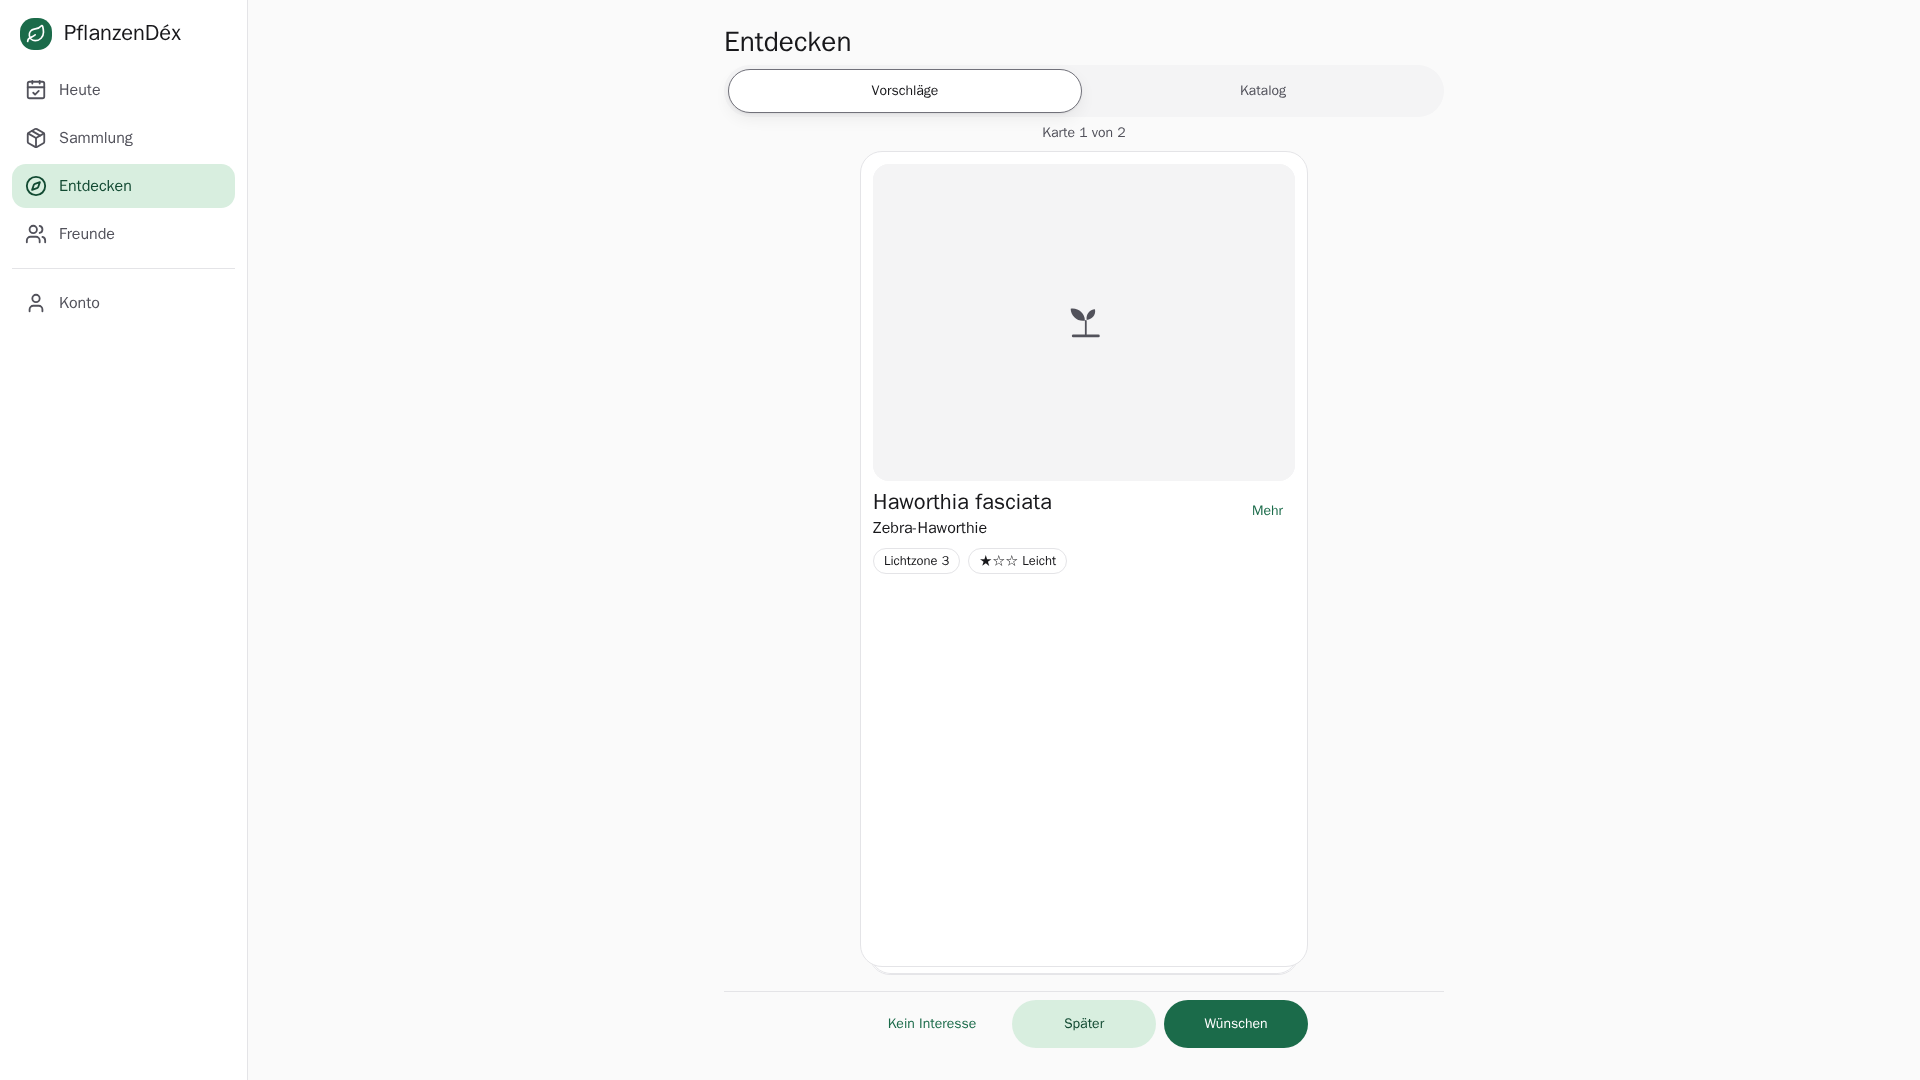 PflanzenDéx
Heute
Sammlung
Entdecken
Freunde
Konto
Entdecken
Vorschläge
Katalog
Karte 1 von 2
Haworthia fasciata
Mehr
Zebra-Haworthie
Lichtzone 3
★☆☆ Leicht
Kein Interesse
Später
Wünschen